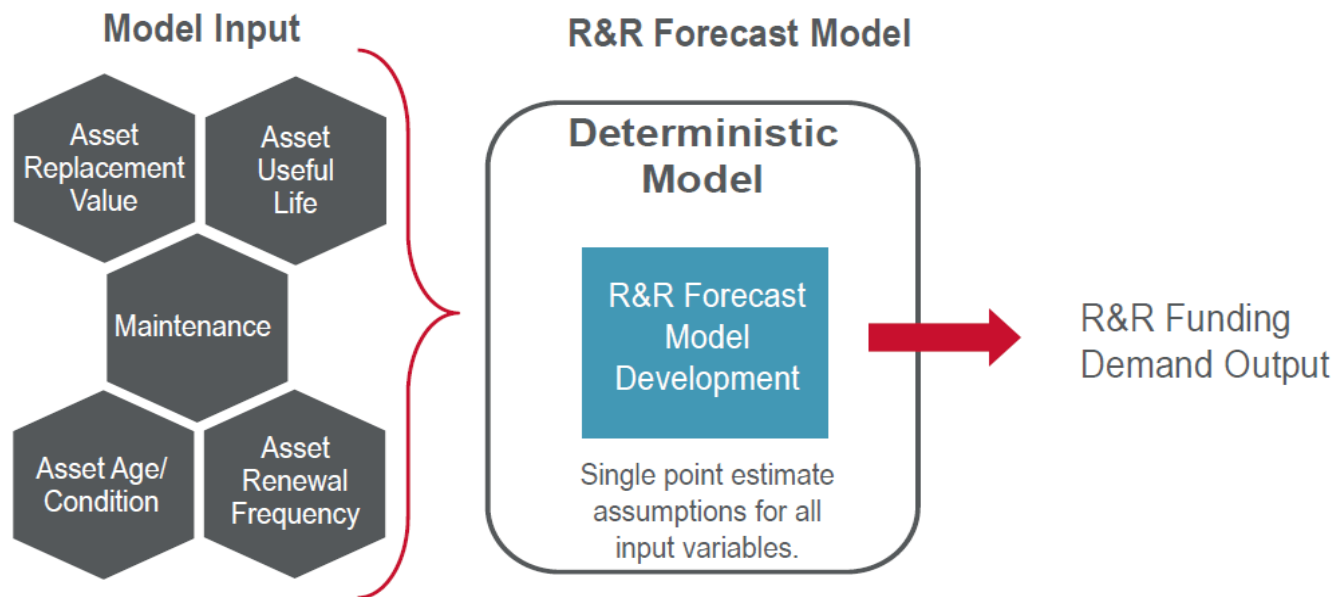 Model Input
R&R Forecast Model
Asset
Replacement
Value
Asset
Useful
Life
Maintenance
Asset Age/
Condition
Asset
Renewal
Frequency
Deterministic
Model
R&R Forecast
Model
Development
Single point estimate
assumptions for all
input variables.
R&R Funding
Demand Output